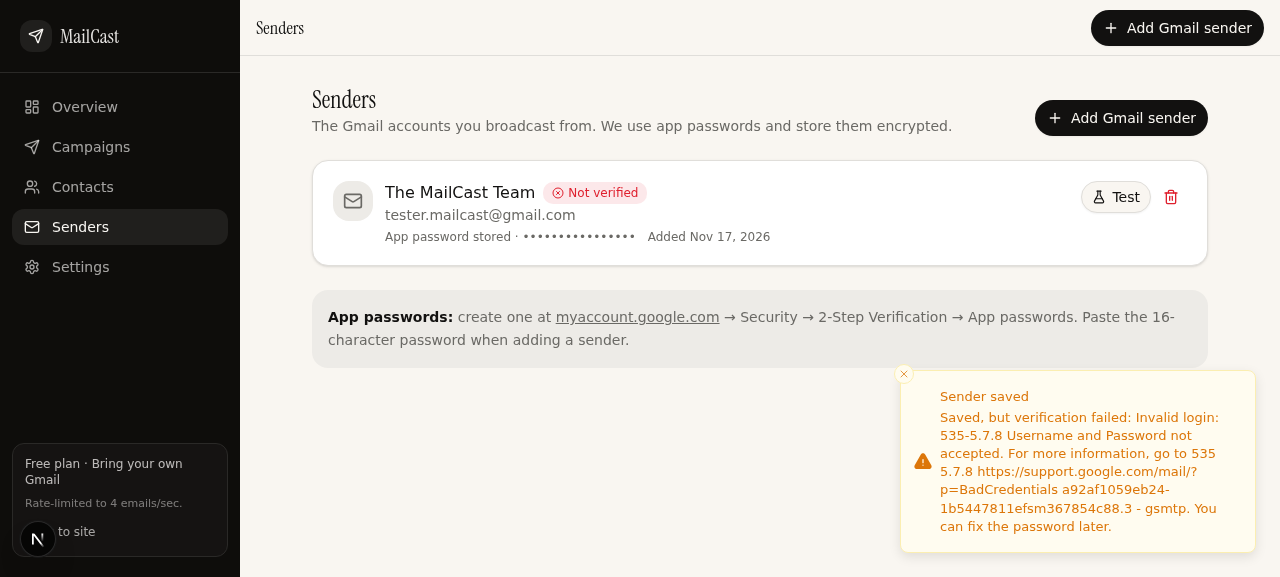 MailCast
Overview
Campaigns
Contacts
Senders
Settings
Free plan · Bring your own
Gmail
Rate-limited to 4 emails/sec.
N
to site
Senders
Add Gmail sender
Senders
The Gmail accounts you broadcast from. We use app passwords and store them encrypted.
Add Gmail sender
The MailCast Team Not verified
Test
tester.mailcast@gmail.com
App password stored · •••••••••••••••• Added Nov 17, 2026
App passwords: create one at myaccount.google.com → Security → 2-Step Verification → App passwords. Paste the 16-
character password when adding a sender.
Sender saved
Saved, but verification failed: Invalid login:
535-5.7.8 Username and Password not
accepted. For more information, go to 535
5.7.8 https://support.google.com/mail/?
p=BadCredentials a92af1059eb24-
1b5447811efsm367854c88.3 - gsmtp. You
can fix the password later.